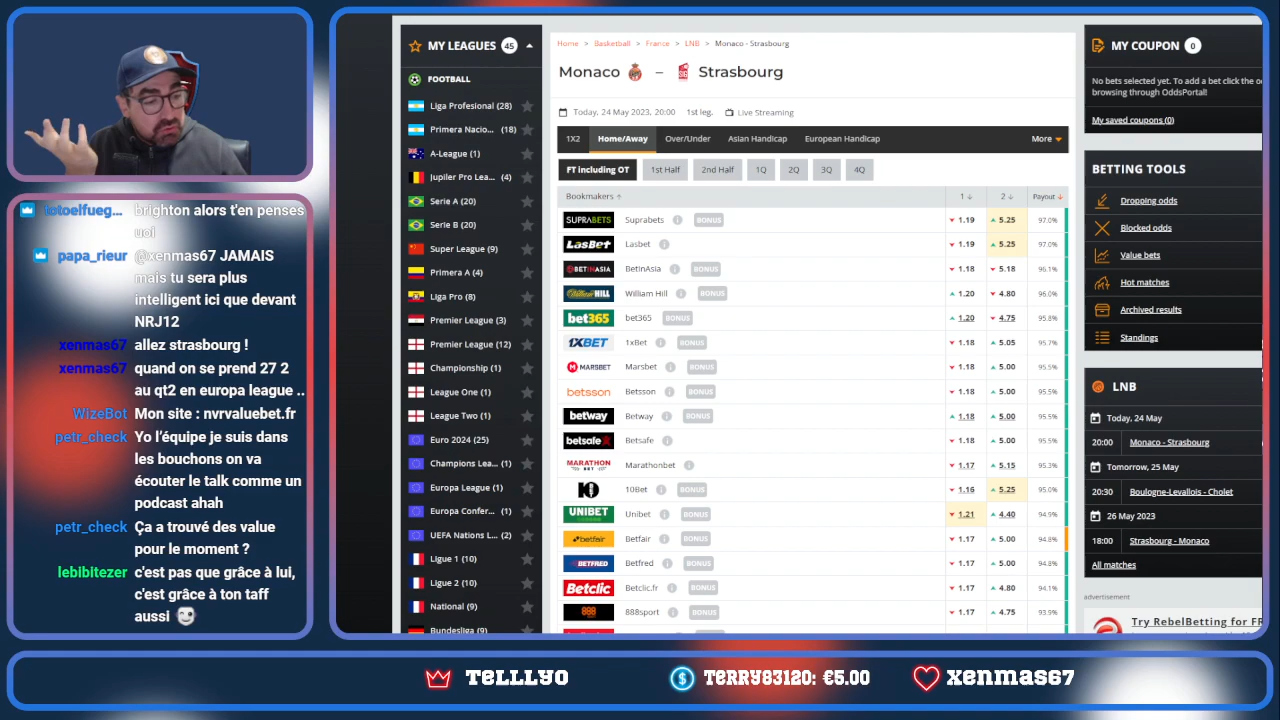 totoelfueg... brighton alors t'en penses
uoi
papa_rieur @xenmas67 JAMAIS
mais tu sera plus
intelligent ici que devant
NRJ12
xenmas67 allez strasbourg !
xenmas67 quand on se prend 27 2
au qt2 en europa league ..
WizeBot Mon site : nvrvaluebet.fr
petr_check Yo l'équipe je suis dans
les bouchons on va
écouter le talk comme un
podcast ahah
petr_check Ça a trouvé des value
pour le moment ?
lebibitezer c'est pas que grâce à lui,
c'est grâce à ton taff
aussi
MY LEAGUES 45
FOOTBALL
Liga Profesional (28)
Primera Nacio... (18)
A-League (1)
Jupiler Pro Lea... (4)
Serie A (20)
Serie B (20)
Super League (9)
Primera A (4)
Liga Pro (8)
Premier League (3)
Premier League (12)
Championship (1)
League One (1)
League Two (1)
Euro 2024 (25)
Champions Lea... (1)
Europa League (1)
Europa Confer... (1)
UEFA Nations L... (2)
Ligue 1 (10)
Ligue 2 (10)
National (9)
Bundesliga (9)
Home > Basketball > France > LNB > Monaco - Strasbourg
Monaco – Strasbourg
Today, 24 May 2023, 20:00 1st leg. Live Streaming
1X2 Home/Away Over/Under Asian Handicap European Handicap More
FT including OT 1st Half 2nd Half 1Q 2Q 3Q 4Q
Bookmakers 1 2 Payout
SUPRABETS Suprabets BONUS 1.19 5.25 97.0%
LASBET Lasbet 1.19 5.25 97.0%
BETINASIA BetInAsia BONUS 1.18 5.18 96.1%
William HILL William Hill BONUS 1.20 4.80 96.0%
bet365 bet365 BONUS 1.20 4.75 95.8%
1XBET 1xBet BONUS 1.18 5.05 95.7%
MARSBET Marsbet BONUS 1.18 5.00 95.5%
betsson Betsson BONUS 1.18 5.00 95.5%
betway Betway BONUS 1.18 5.00 95.5%
betsafe Betsafe 1.18 5.00 95.5%
MARATHON BET Marathonbet 1.17 5.15 95.3%
10 10Bet BONUS 1.16 5.25 95.0%
UNIBET Unibet BONUS 1.21 4.40 94.9%
betfair Betfair BONUS 1.17 5.00 94.8%
BETFRED Betfred BONUS 1.17 5.00 94.8%
Betclic Betclic.fr BONUS 1.17 4.80 94.1%
888 888sport BONUS 1.17 4.75 93.9%
MY COUPON 0
No bets selected yet. To add a bet click the o
browsing through OddsPortal!
My saved coupons (0)
BETTING TOOLS
Dropping odds
Blocked odds
Value bets
Hot matches
Archived results
Standings
LNB
Today, 24 May
20:00 Monaco - Strasbourg
Tomorrow, 25 May
20:30 Boulogne-Levallois - Cholet
26 May 2023
18:00 Strasbourg - Monaco
All matches
advertisement
Try RebelBetting for FR
TELLLYO
TERRY83120: €5.00
XENMAS67